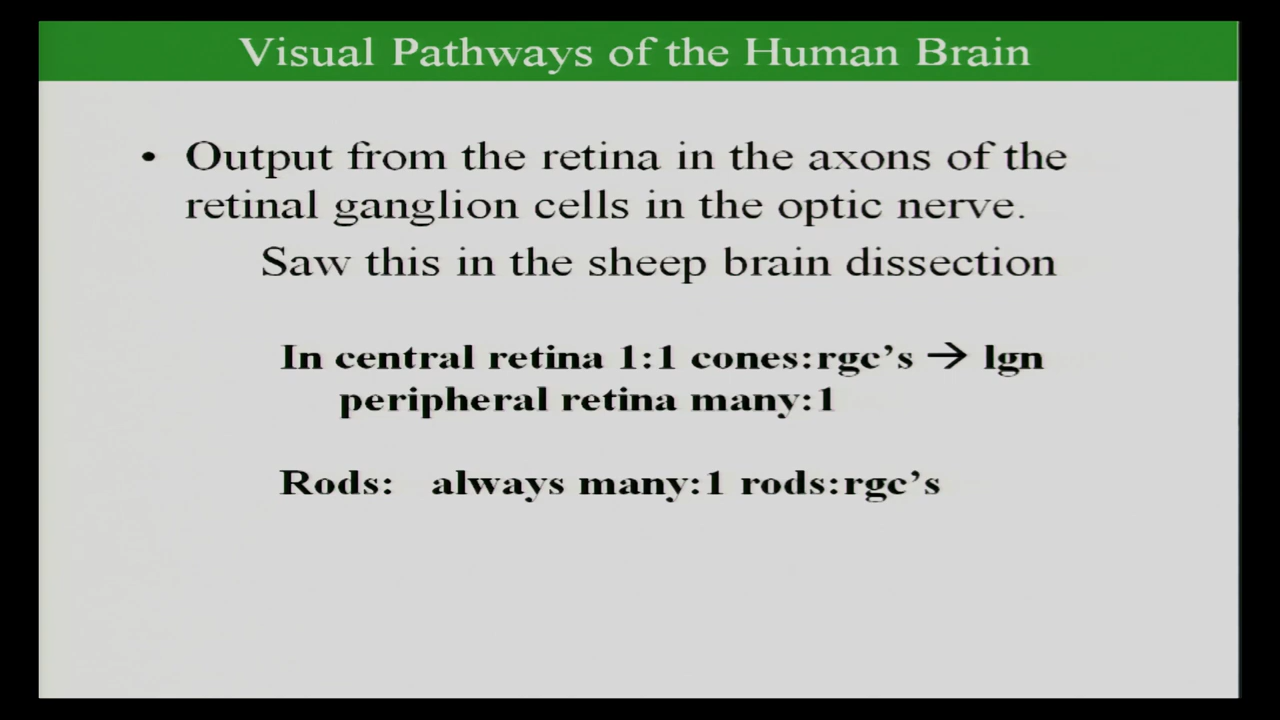 Visual Pathways of the Human Brain
• Output from the retina in the axons of the
retinal ganglion cells in the optic nerve.
Saw this in the sheep brain dissection
In central retina 1:1 cones:rgc's → lgn
peripheral retina many:1
Rods: always many:1 rods:rgc's